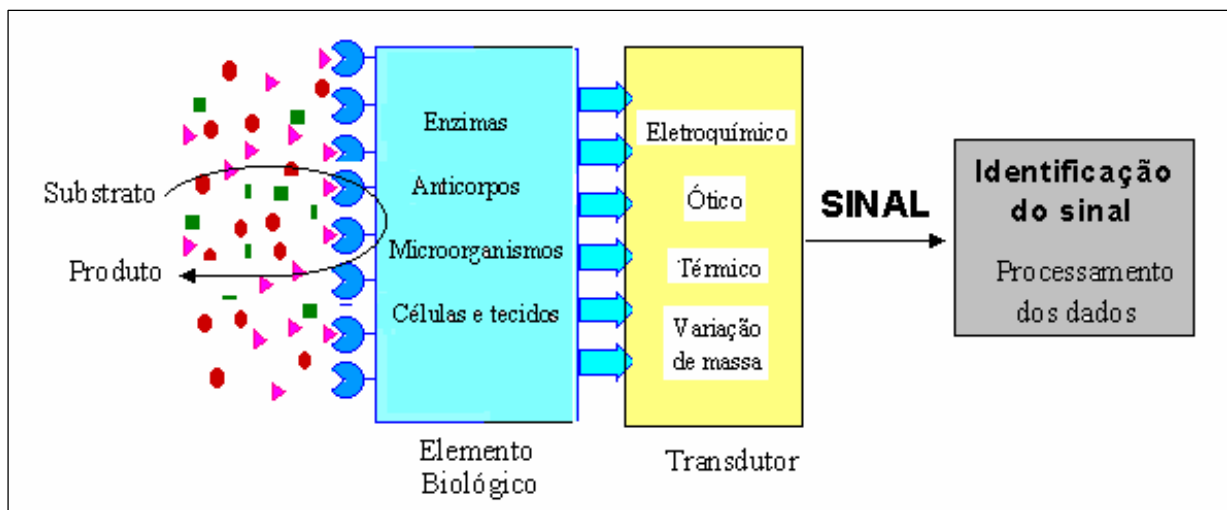 Substrato
Produto
Enzimas
Anticorpos
Microorganismos
Células e tecidos
Elemento
Biológico
Eletroquímico
Ótico
Térmico
Variação
de massa
Transdutor
SINAL
Identificação
do sinal
Processamento
dos dados